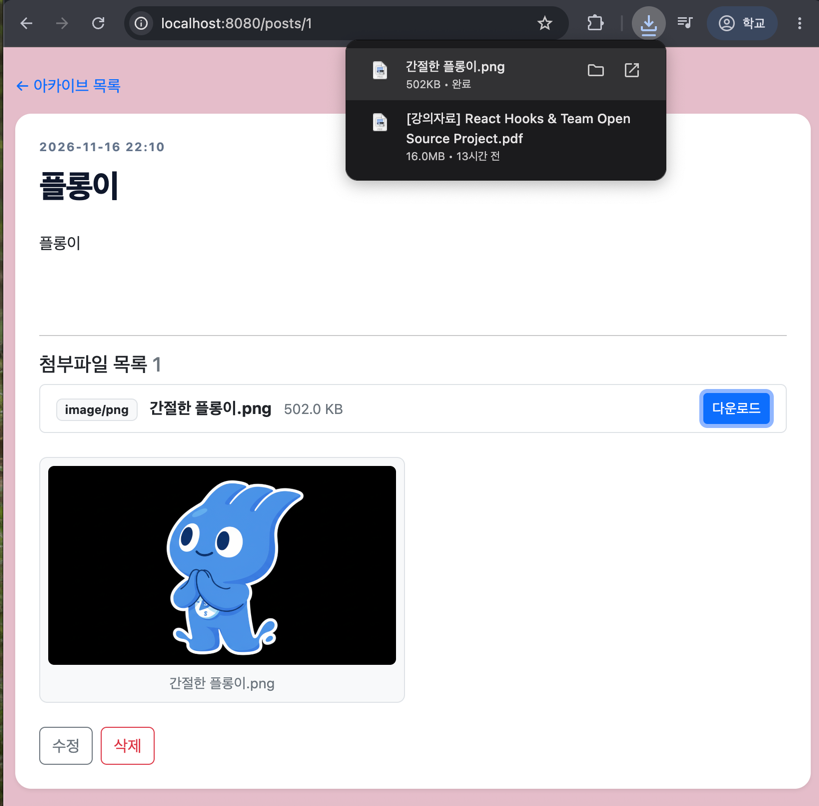 localhost:8080/posts/1
학교
간절한 플롱이.png
502KB • 완료
[강의자료] React Hooks & Team Open
Source Project.pdf
16.0MB • 13시간 전
← 아카이브 목록
2026-11-16 22:10
플롱이
플롱이
첨부파일 목록 1
image/png 간절한 플롱이.png 502.0 KB 다운로드
간절한 플롱이.png
수정 삭제